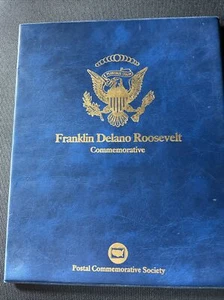 Franklin Delano Roosevelt
Commemorative
Postal Commemorative Society